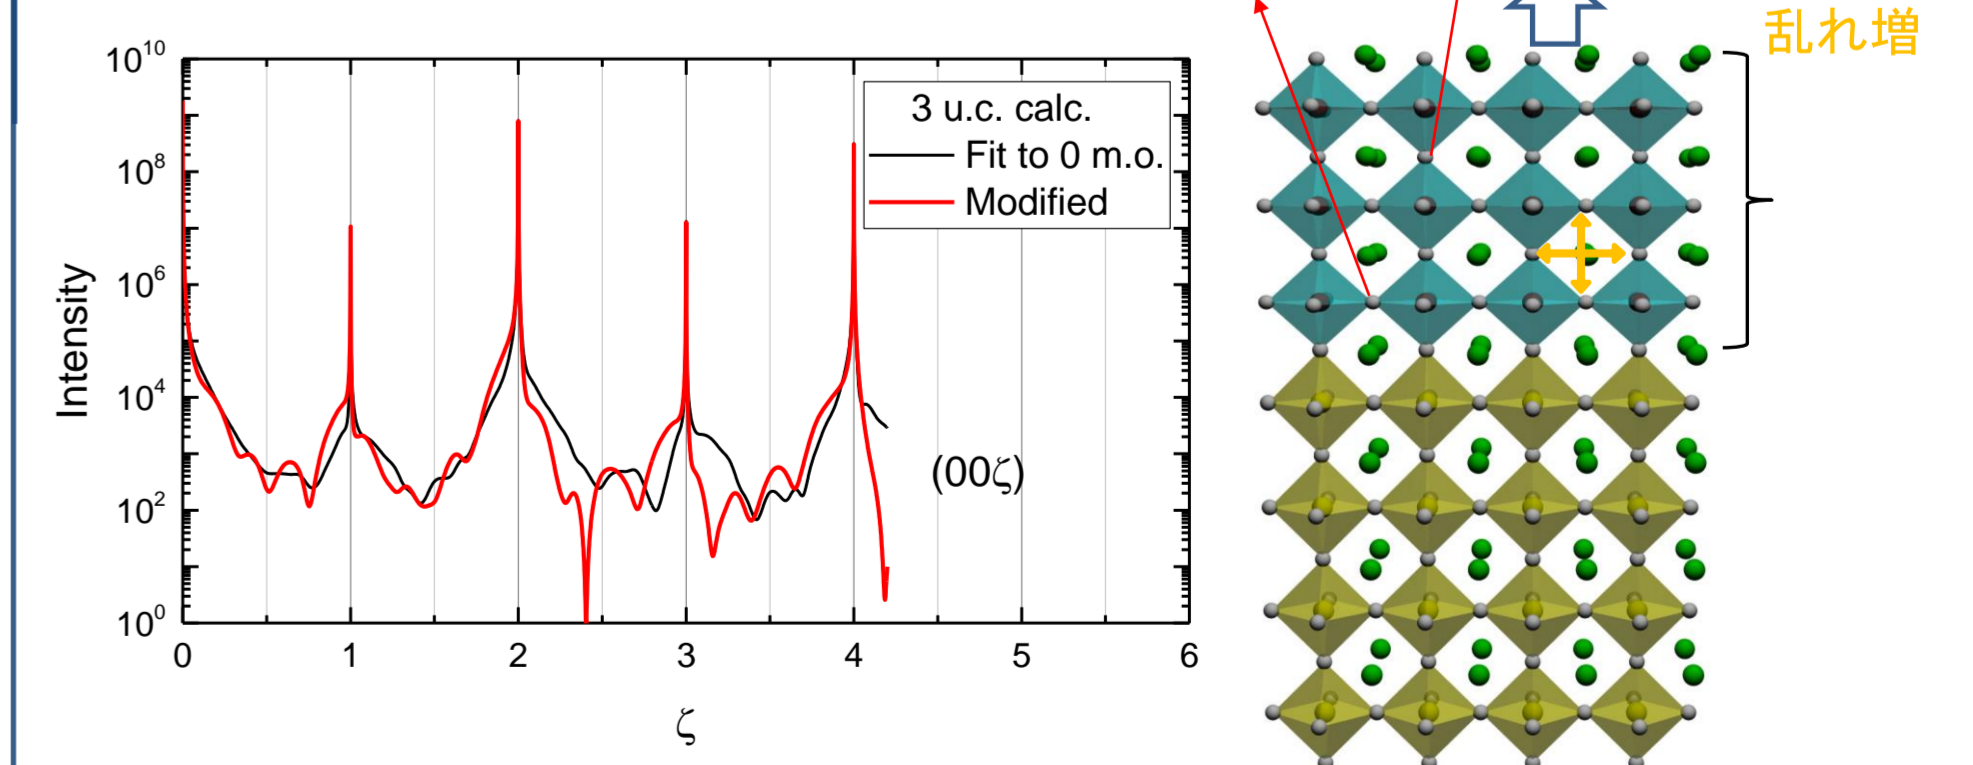 乱れ増
10^10
10^8
10^6
10^4
10^2
10^0
Intensity
3 u.c. calc.
Fit to 0 m.o.
Modified
(00ζ)
0 1 2 3 4 5 6
ζ